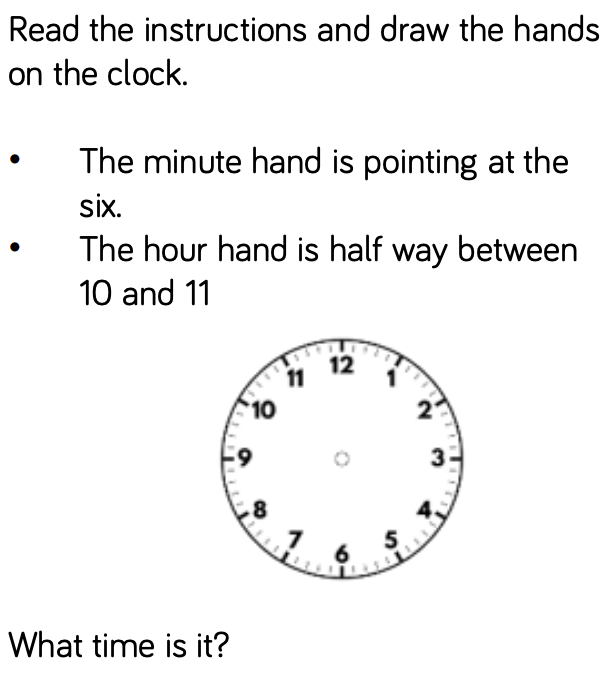 Read the instructions and draw the hands
on the clock.
• The minute hand is pointing at the
six.
• The hour hand is half way between
10 and 11
12
11
1
10
2
9
3
8
4
7
5
6
What time is it?